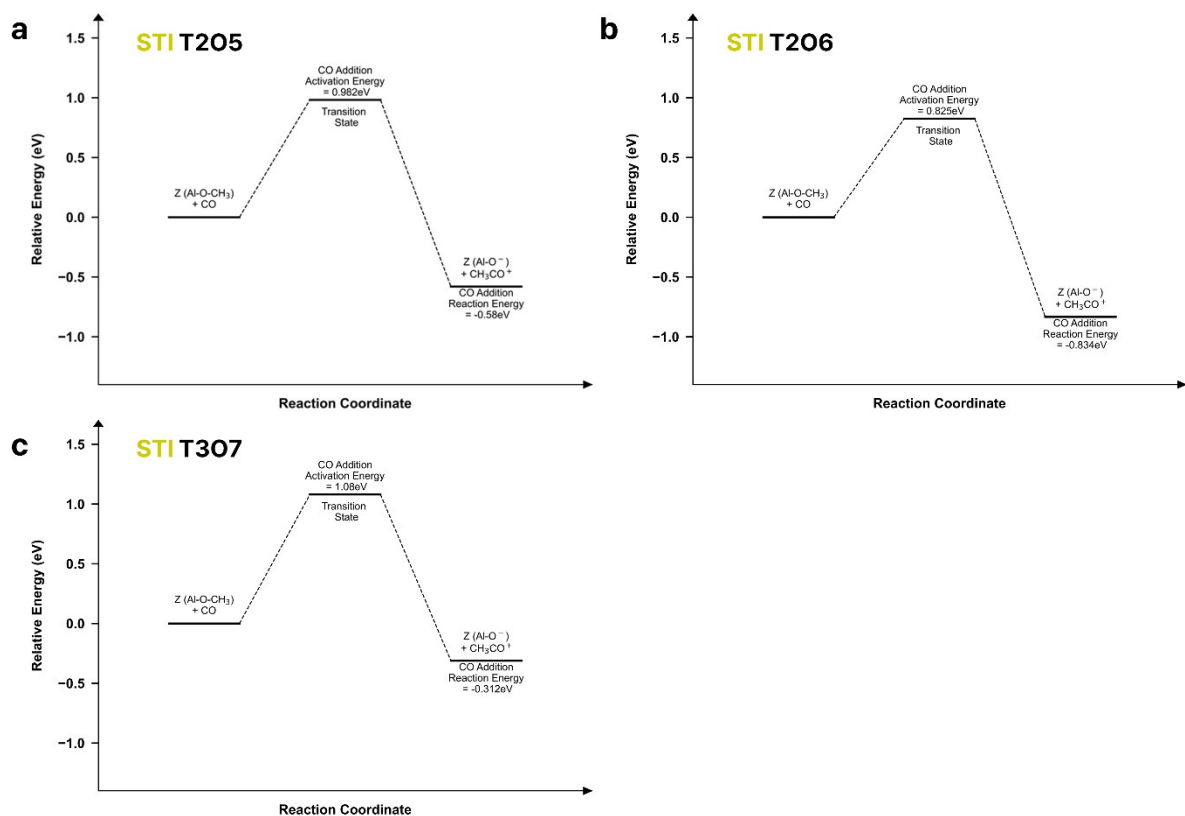 a
STI T2O5
Relative Energy (eV)
1.5
1.0
0.5
0.0
−0.5
−1.0
Z (Al-O-CH₃)
+ CO
CO Addition
Activation Energy
= 0.982eV
Transition
State
Z (Al-O⁻)
+ CH₃CO⁺
CO Addition
Reaction Energy
= -0.58eV
Reaction Coordinate
b
STI T2O6
Relative Energy (eV)
1.5
1.0
0.5
0.0
−0.5
−1.0
Z (Al-O-CH₃)
+ CO
CO Addition
Activation Energy
= 0.825eV
Transition
State
Z (Al-O⁻)
+ CH₃CO⁺
CO Addition
Reaction Energy
= -0.834eV
Reaction Coordinate
c
STI T3O7
Relative Energy (eV)
1.5
1.0
0.5
0.0
−0.5
−1.0
Z (Al-O-CH₃)
+ CO
CO Addition
Activation Energy
= 1.08eV
Transition
State
Z (Al-O⁻)
+ CH₃CO⁺
CO Addition
Reaction Energy
= -0.312eV
Reaction Coordinate